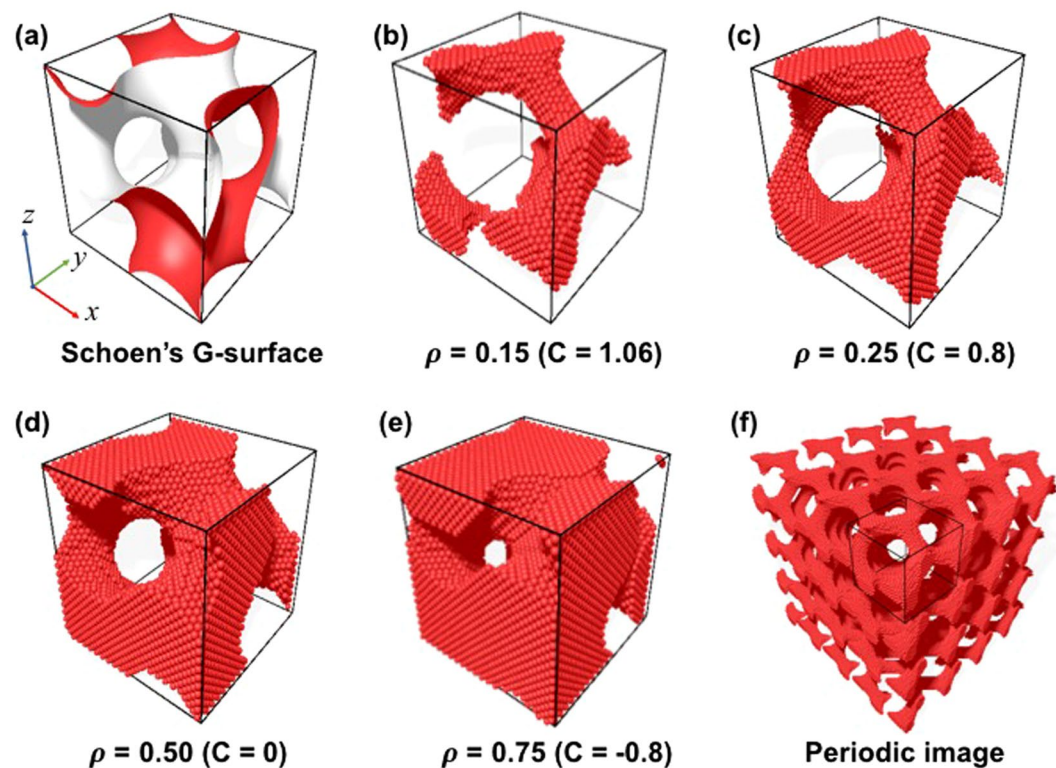 (a)
(b)
(c)
z
y
x
Schoen's G-surface
ρ = 0.15 (C = 1.06)
ρ = 0.25 (C = 0.8)
(d)
(e)
(f)
ρ = 0.50 (C = 0)
ρ = 0.75 (C = -0.8)
Periodic image